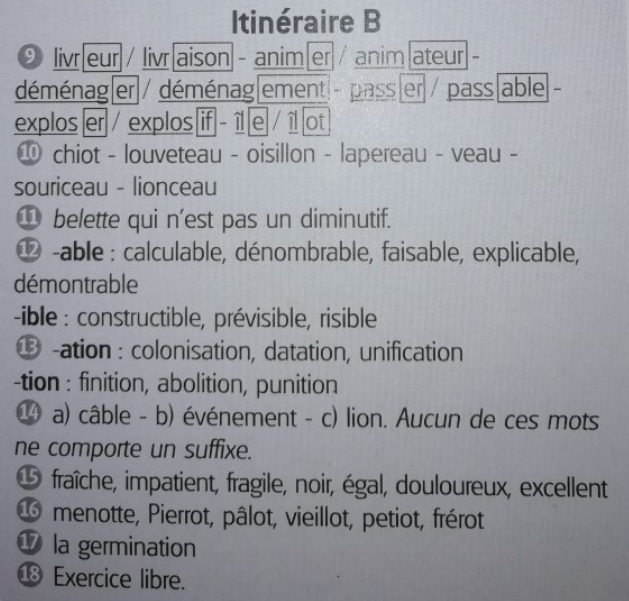 Itinéraire B
9 livreur / livraison - animer / animateur -
déménager / déménagement - passer / passable -
exploser / explosif - île / îlot
10 chiot - louveteau - oisillon - lapereau - veau -
souriceau - lionceau
11 belette qui n'est pas un diminutif.
12 -able : calculable, dénombrable, faisable, explicable,
démontrable
-ible : constructible, prévisible, risible
13 -ation : colonisation, datation, unification
-tion : finition, abolition, punition
14 a) câble - b) événement - c) lion. Aucun de ces mots
ne comporte un suffixe.
15 fraîche, impatient, fragile, noir, égal, douloureux, excellent
16 menotte, Pierrot, pâlot, vieillot, petiot, frérot
17 la germination
18 Exercice libre.